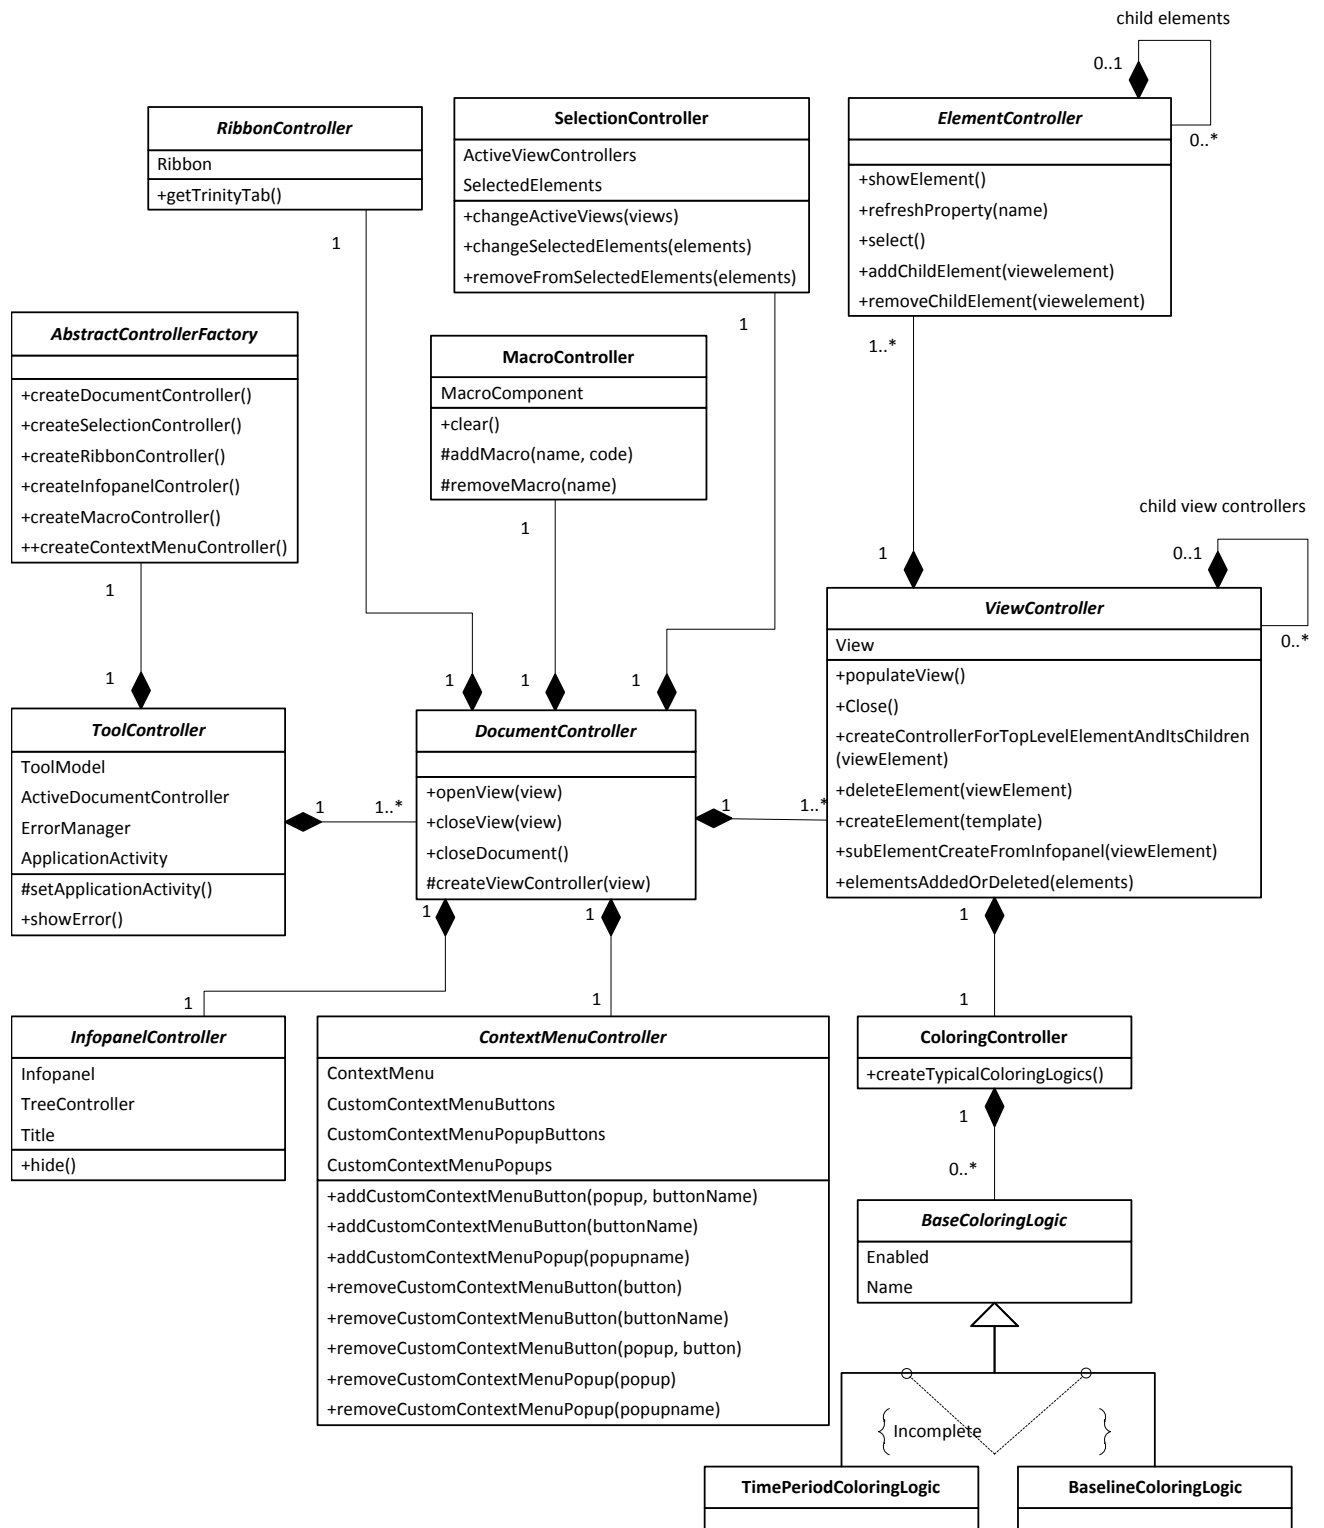 child elements
0..1
0..*
RibbonController
Ribbon
+getTrinityTab()
1
SelectionController
ActiveViewControllers
SelectedElements
+changeActiveViews(views)
+changeSelectedElements(elements)
+removeFromSelectedElements(elements)
1
ElementController
+showElement()
+refreshProperty(name)
+select()
+addChildElement(viewelement)
+removeChildElement(viewelement)
1..*
AbstractControllerFactory
+createDocumentController()
+createSelectionController()
+createRibbonController()
+createInfopanelControler()
+createMacroController()
++createContextMenuController()
1
MacroController
MacroComponent
+clear()
#addMacro(name, code)
#removeMacro(name)
1
child view controllers
1
0..1
0..*
ViewController
View
+populateView()
+Close()
+createControllerForTopLevelElementAndItsChildren
(viewElement)
+deleteElement(viewElement)
+createElement(template)
+subElementCreateFromInfopanel(viewElement)
+elementsAddedOrDeleted(elements)
1
1
1
1
1
ToolController
ToolModel
ActiveDocumentController
ErrorManager
ApplicationActivity
#setApplicationActivity()
+showError()
1
1..*
DocumentController
+openView(view)
+closeView(view)
+closeDocument()
#createViewController(view)
1
1..*
1
1
1
1
1
InfopanelController
Infopanel
TreeController
Title
+hide()
ContextMenuController
ContextMenu
CustomContextMenuButtons
CustomContextMenuPopupButtons
CustomContextMenuPopups
+addCustomContextMenuButton(popup, buttonName)
+addCustomContextMenuButton(buttonName)
+addCustomContextMenuPopup(popupname)
+removeCustomContextMenuButton(button)
+removeCustomContextMenuButton(buttonName)
+removeCustomContextMenuButton(popup, button)
+removeCustomContextMenuPopup(popup)
+removeCustomContextMenuPopup(popupname)
ColoringController
+createTypicalColoringLogics()
1
0..*
BaseColoringLogic
Enabled
Name
{Incomplete }
TimePeriodColoringLogic
BaselineColoringLogic